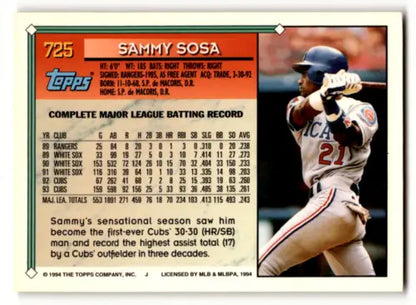 725
SAMMY SOSA
Topps
HT: 6'0" WT: 185 BATS: RIGHT THROWS: RIGHT
SIGNED: RANGERS-1985, AS FREE AGENT ACQ: TRADE, 3-30-92
BORN: 11-10-68, S.P. de MACORIS, D.R.
HOME: S.P. de MACORIS, D.R.
COMPLETE MAJOR LEAGUE BATTING RECORD
YR CLUB G AB R H 2B 3B HR RBI SB SLG BB SO AVG
89 RANGERS 25 84 8 20 3 0 1 3 0 .310 0 20 .238
89 WHITE SOX 33 99 19 27 5 0 3 10 7 .414 11 27 .273
90 WHITE SOX 153 532 72 124 26 10 15 70 32 .404 33 150 .233
91 WHITE SOX 116 316 39 64 10 1 10 33 13 .335 14 98 .203
92 CUBS 67 262 41 68 7 2 8 25 15 .393 19 63 .260
93 CUBS 159 598 92 156 25 5 33 93 36 .485 38 135 .261
MAJ. LEA. TOTALS 553 1891 271 459 76 18 70 234 103 .413 115 493 .243
Sammy's sensational season saw him
become the first-ever Cubs' 30-30 (HR/SB)
man and record the highest assist total (17)
by a Cubs' outfielder in three decades.
© 1994 THE TOPPS COMPANY, INC. J LICENSED BY MLB & MLBPA, 1994
ICAG
21